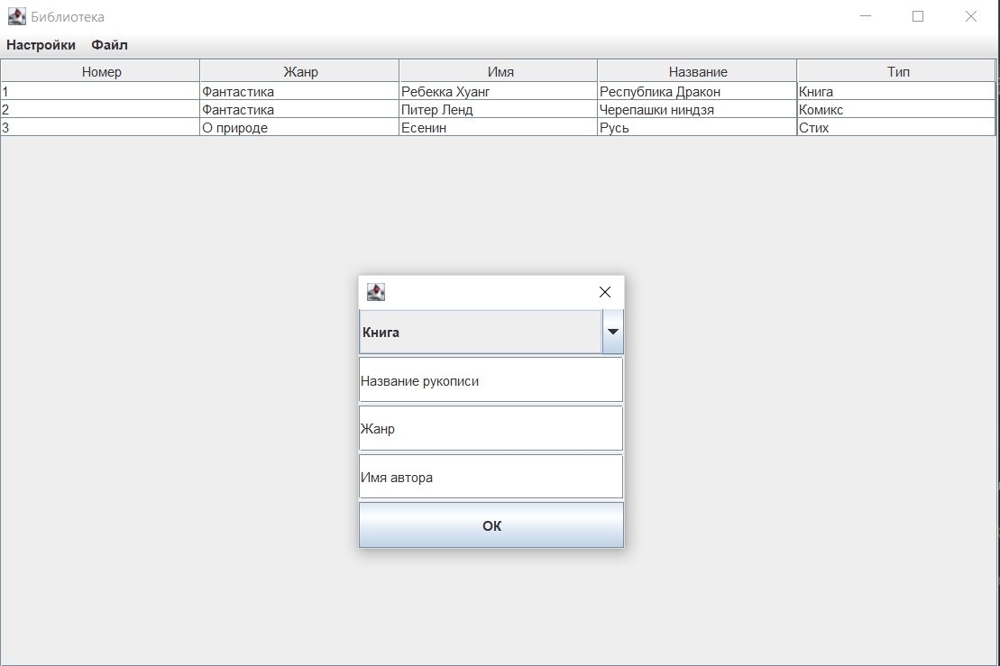 Библиотека
Настройки Файл
Номер Жанр Имя Название Тип
1 Фантастика Ребекка Хуанг Республика Дракон Книга
2 Фантастика Питер Ленд Черепашки ниндзя Комикс
3 О природе Есенин Русь Стих
Книга
Название рукописи
Жанр
Имя автора
ОК